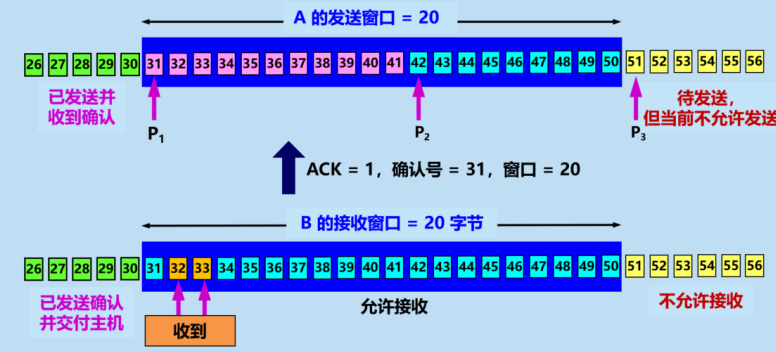 A 的发送窗口 = 20
26 27 28 29 30 31 32 33 34 35 36 37 38 39 40 41 42 43 44 45 46 47 48 49 50 51 52 53 54 55 56
已发送并
收到确认
P1
P2
P3
待发送，
但当前不允许发送
ACK = 1，确认号 = 31，窗口 = 20
B 的接收窗口 = 20 字节
26 27 28 29 30 31 32 33 34 35 36 37 38 39 40 41 42 43 44 45 46 47 48 49 50 51 52 53 54 55 56
已发送确认
并交付主机
收到
允许接收
不允许接收